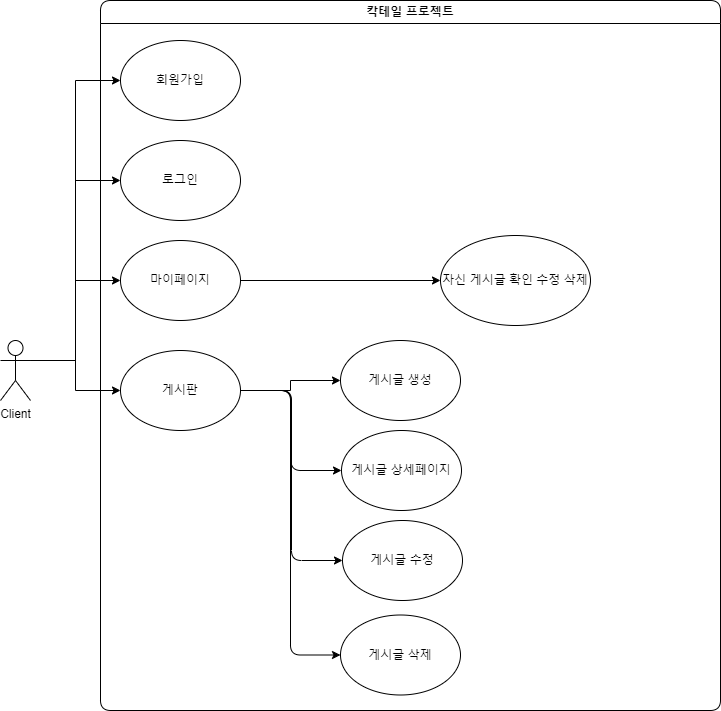 칵테일 프로젝트
회원가입
로그인
마이페이지
자신 게시글 확인 수정 삭제
Client
게시판
게시글 생성
게시글 상세페이지
게시글 수정
게시글 삭제